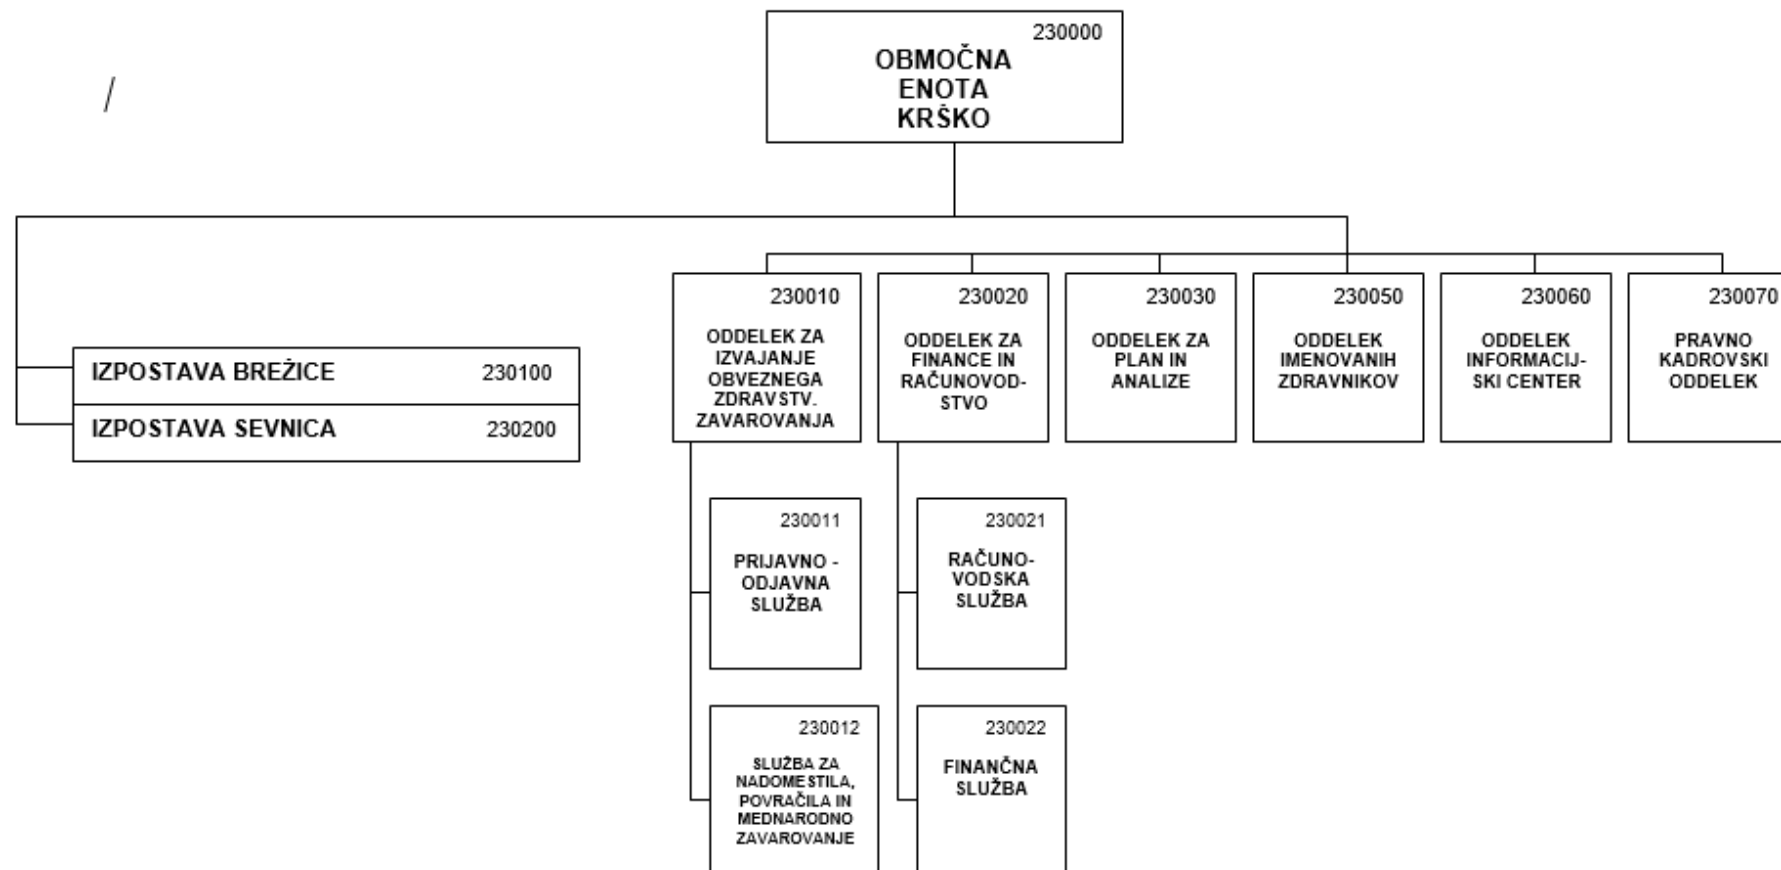 /
230000
OBMOČNA
ENOTA
KRŠKO
IZPOSTAVA BREŽICE 230100
IZPOSTAVA SEVNICA 230200
230010
ODDELEK ZA
IZVAJANJE
OBVEZNEGA
ZDRAVSTV.
ZAVAROVANJA
230020
ODDELEK ZA
FINANCE IN
RAČUNOVOD-
STVO
230030
ODDELEK ZA
PLAN IN
ANALIZE
230050
ODDELEK
IMENOVANIH
ZDRAVNIKOV
230060
ODDELEK
INFORMACIJ-
SKI CENTER
230070
PRAVNO
KADROVSKI
ODDELEK
230011
PRIJAVNO -
ODJAVNA
SLUŽBA
230021
RAČUNO-
VODSKA
SLUŽBA
230012
SLUŽBA ZA
NADOMESTILA,
POVRAČILA IN
MEDNARODNO
ZAVAROVANJE
230022
FINANČNA
SLUŽBA